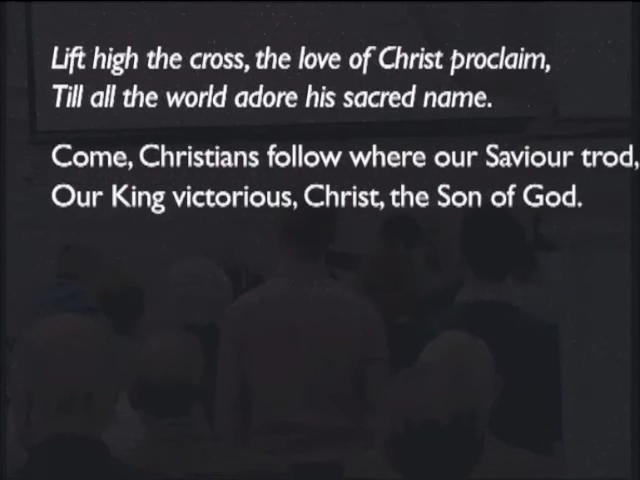 Lift high the cross, the love of Christ proclaim,
Till all the world adore his sacred name.
Come, Christians follow where our Saviour trod,
Our King victorious, Christ, the Son of God.